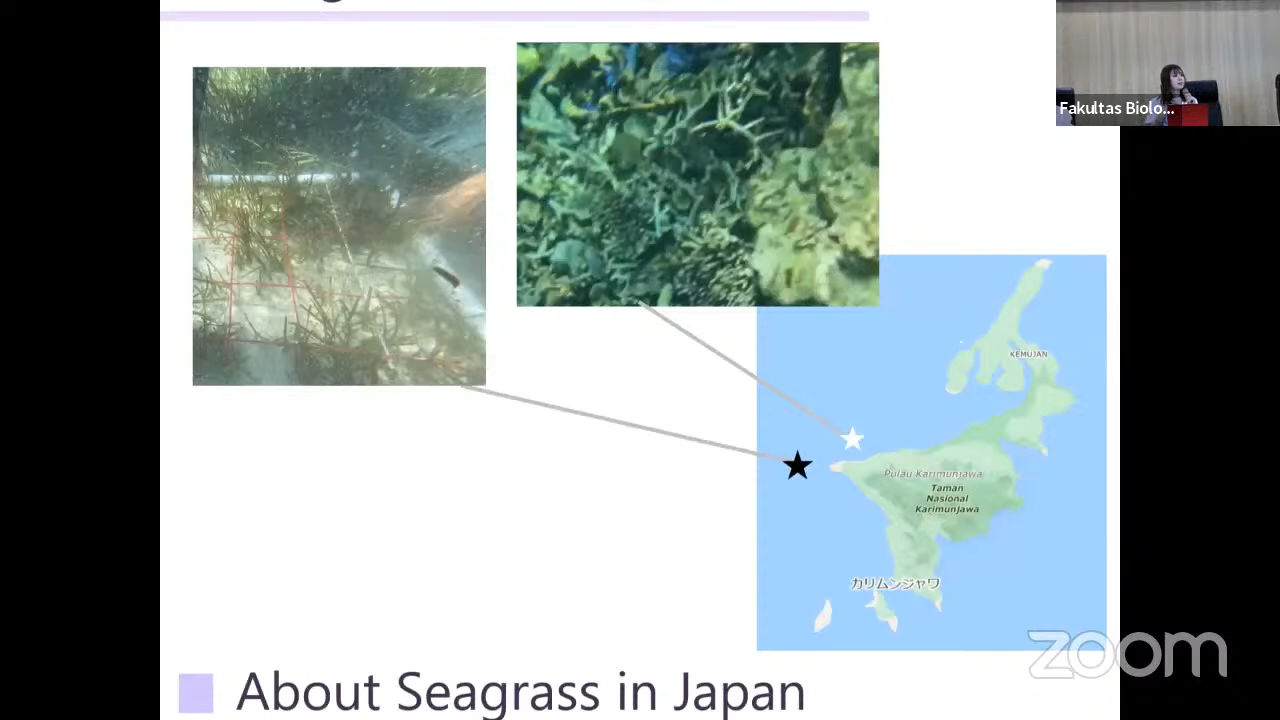 Fakultas Biolo...
KEMUJAN
Pulau Karimunjawa
Taman
Nasional
Karimunjawa
カリムンジャワ
zoom
About Seagrass in Japan